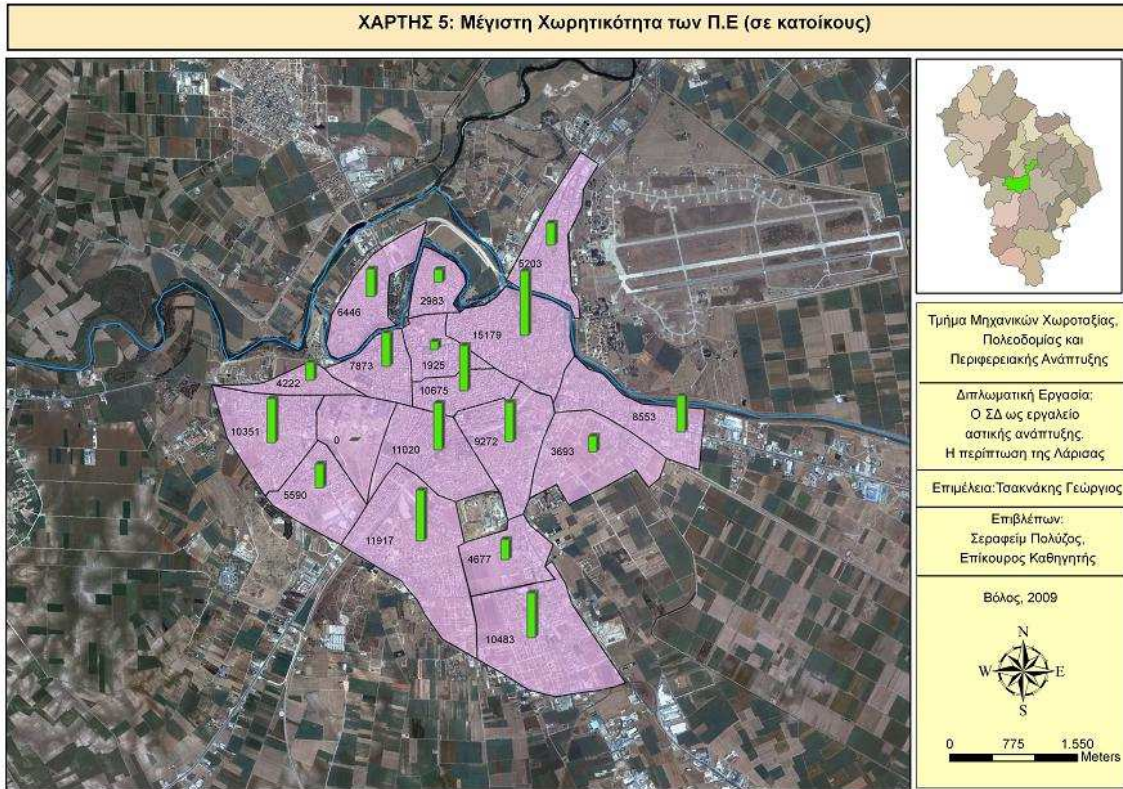 ΧΑΡΤΗΣ 5: Μέγιστη Χωρητικότητα των Π.Ε (σε κατοίκους)
5203
6446
2983
15179
7873
1925
4222
10675
10351
0
11020
9272
3693
8553
5590
11917
4677
10483
Τμήμα Μηχανικών Χωροταξίας,
Πολεοδομίας και
Περιφερειακής Ανάπτυξης
Διπλωματική Εργασία:
Ο ΣΔ ως εργαλείο
αστικής ανάπτυξης.
Η περίπτωση της Λάρισας
Επιμέλεια:Τσακνάκης Γεώργιος
Επιβλέπων:
Σεραφείμ Πολύζος,
Επίκουρος Καθηγητής
Βόλος, 2009
N
W E
S
0 775 1.550
Meters